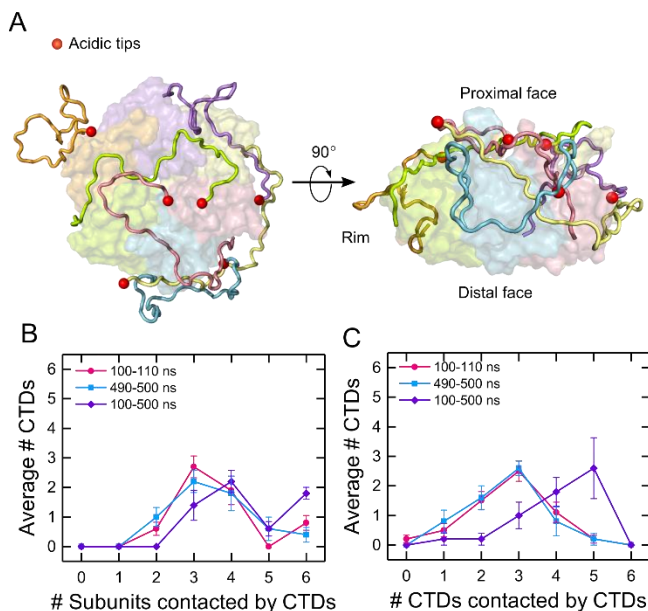 A
Acidic tips
90°
Proximal face
Rim
Distal face
B
100-110 ns
490-500 ns
100-500 ns
Average # CTDs
6
5
4
3
2
1
0
0 1 2 3 4 5 6
# Subunits contacted by CTDs
C
100-110 ns
490-500 ns
100-500 ns
Average # CTDs
6
5
4
3
2
1
0
0 1 2 3 4 5 6
# CTDs contacted by CTDs